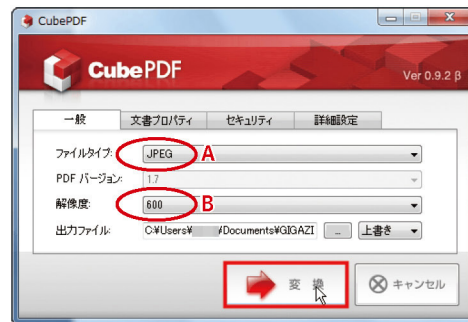 CubePDF
CubePDF
Ver 0.9.2 β
一般 文書プロパティ セキュリティ 詳細設定
ファイルタイプ: JPEG A
PDF バージョン: 1.7
解像度: 600 B
出力ファイル: C:¥Users¥ ¥Documents¥GIGAZI ... 上書き
変換 キャンセル